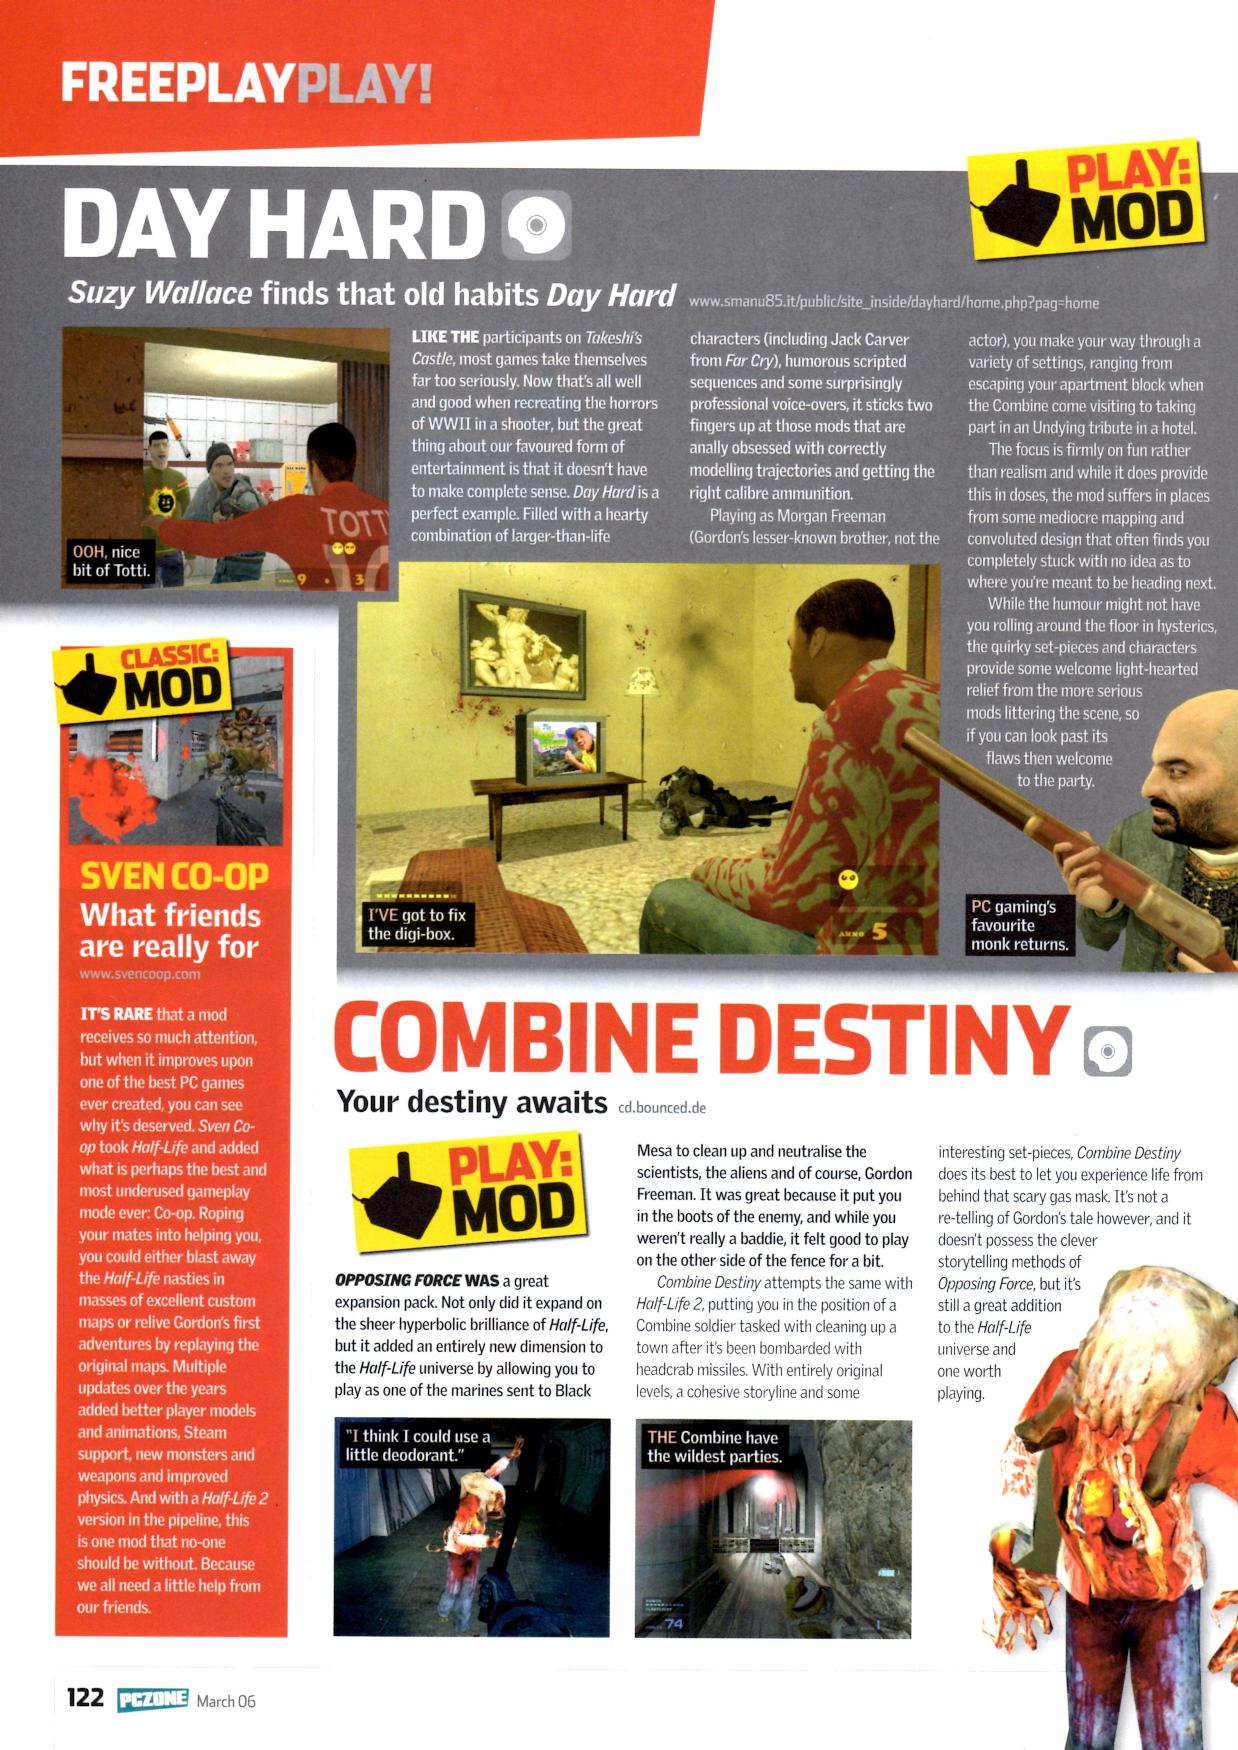 FREEPLAYPLAY!
PLAY:
MOD
DAY HARD
Suzy Wallace finds that old habits Day Hard www.smanu85.it/public/site_inside/dayhard/home.php?pag=home
TOTTI
9 3
OOH, nice
bit of Totti.
LIKE THE participants on Takeshi's
Castle, most games take themselves
far too seriously. Now that's all well
and good when recreating the horrors
of WWII in a shooter, but the great
thing about our favoured form of
entertainment is that it doesn't have
to make complete sense. Day Hard is a
perfect example. Filled with a hearty
combination of larger-than-life
characters (including Jack Carver
from Far Cry), humorous scripted
sequences and some surprisingly
professional voice-overs, it sticks two
fingers up at those mods that are
anally obsessed with correctly
modelling trajectories and getting the
right calibre ammunition.
Playing as Morgan Freeman
(Gordon's lesser-known brother, not the
actor), you make your way through a
variety of settings, ranging from
escaping your apartment block when
the Combine come visiting to taking
part in an Undying tribute in a hotel.
The focus is firmly on fun rather
than realism and while it does provide
this in doses, the mod suffers in places
from some mediocre mapping and
convoluted design that often finds you
completely stuck with no idea as to
where you're meant to be heading next.
While the humour might not have
you rolling around the floor in hysterics,
the quirky set-pieces and characters
provide some welcome light-hearted
relief from the more serious
mods littering the scene, so
if you can look past its
flaws then welcome
to the party.
I'VE got to fix
the digi-box.
AMMO 5
PC gaming's
favourite
monk returns.
CLASSIC:
MOD
SVEN CO-OP
What friends
are really for
www.svencoop.com
IT'S RARE that a mod
receives so much attention,
but when it improves upon
one of the best PC games
ever created, you can see
why it's deserved. Sven Co-
op took Half-Life and added
what is perhaps the best and
most underused gameplay
mode ever: Co-op. Roping
your mates into helping you,
you could either blast away
the Half-Life nasties in
masses of excellent custom
maps or relive Gordon's first
adventures by replaying the
original maps. Multiple
updates over the years
added better player models
and animations, Steam
support, new monsters and
weapons and improved
physics. And with a Half-Life 2
version in the pipeline, this
is one mod that no-one
should be without. Because
we all need a little help from
our friends.
COMBINE DESTINY
Your destiny awaits cd.bounced.de
PLAY:
MOD
OPPOSING FORCE WAS a great
expansion pack. Not only did it expand on
the sheer hyperbolic brilliance of Half-Life,
but it added an entirely new dimension to
the Half-Life universe by allowing you to
play as one of the marines sent to Black
Mesa to clean up and neutralise the
scientists, the aliens and of course, Gordon
Freeman. It was great because it put you
in the boots of the enemy, and while you
weren't really a baddie, it felt good to play
on the other side of the fence for a bit.
Combine Destiny attempts the same with
Half-Life 2, putting you in the position of a
Combine soldier tasked with cleaning up a
town after it's been bombarded with
headcrab missiles. With entirely original
levels, a cohesive storyline and some
interesting set-pieces, Combine Destiny
does its best to let you experience life from
behind that scary gas mask. It's not a
re-telling of Gordon's tale however, and it
doesn't possess the clever
storytelling methods of
Opposing Force, but it's
still a great addition
to the Half-Life
universe and
one worth
playing.
"I think I could use a
little deodorant."
THE Combine have
the wildest parties.
74
122 PCZONE March 06